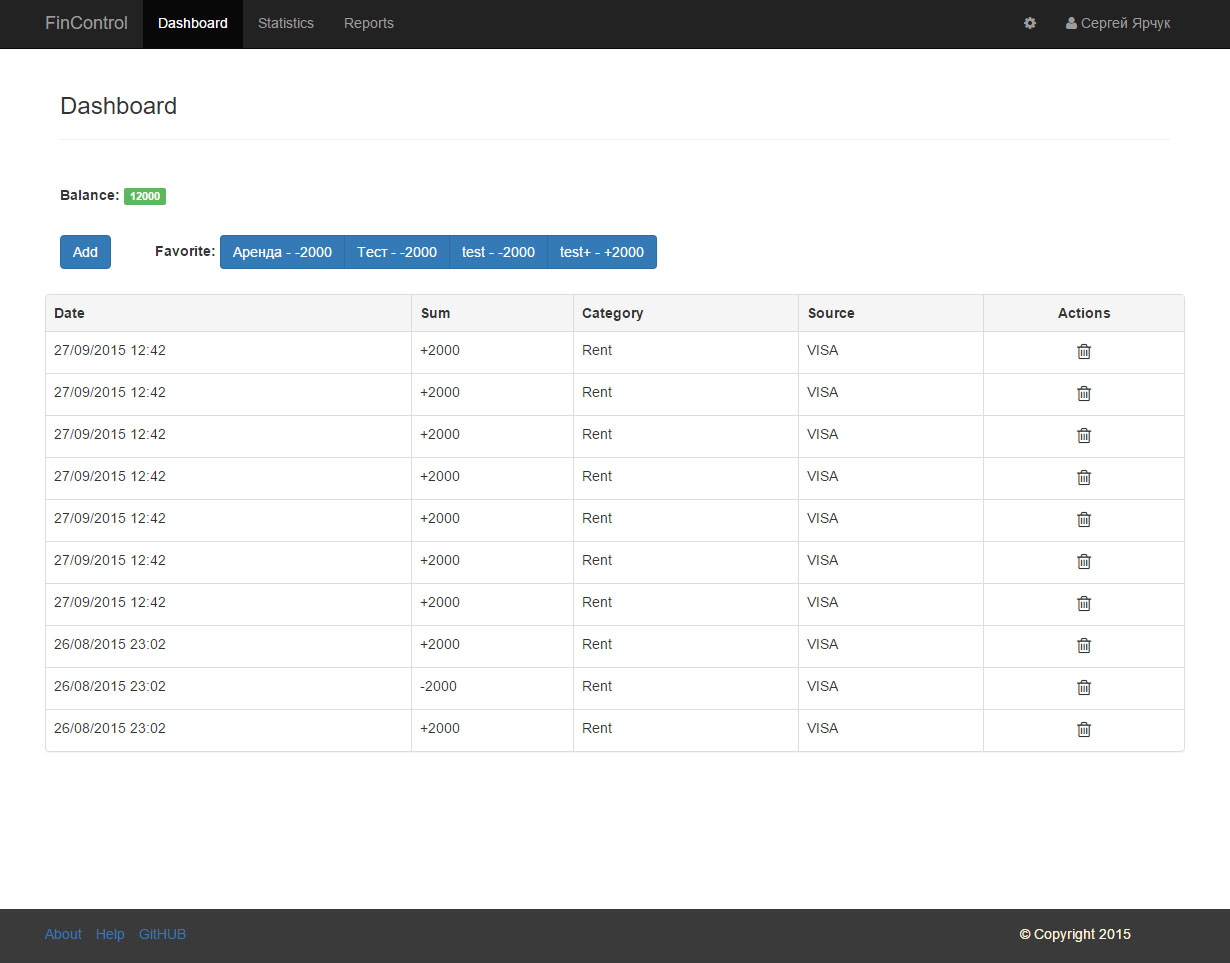 FinControl Dashboard Statistics Reports Сергей Ярчук
Dashboard
Balance: 12000
Add Favorite: Аренда - -2000 Тест - -2000 test - -2000 test+ - +2000
Date Sum Category Source Actions
27/09/2015 12:42 +2000 Rent VISA
27/09/2015 12:42 +2000 Rent VISA
27/09/2015 12:42 +2000 Rent VISA
27/09/2015 12:42 +2000 Rent VISA
27/09/2015 12:42 +2000 Rent VISA
27/09/2015 12:42 +2000 Rent VISA
27/09/2015 12:42 +2000 Rent VISA
26/08/2015 23:02 +2000 Rent VISA
26/08/2015 23:02 -2000 Rent VISA
26/08/2015 23:02 +2000 Rent VISA
About Help GitHUB © Copyright 2015